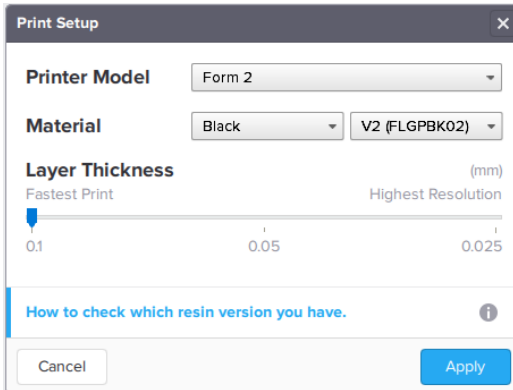 Print Setup
Printer Model
Form 2
Material
Black
V2 (FLGPBK02)
Layer Thickness
(mm)
Fastest Print
Highest Resolution
0.1
0.05
0.025
How to check which resin version you have.
Cancel
Apply